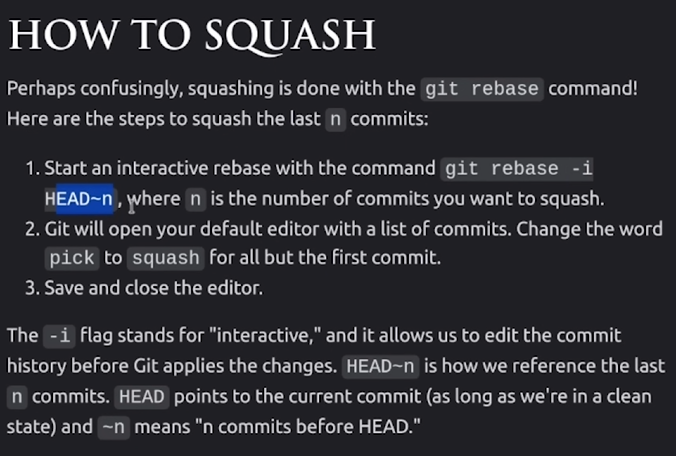 HOW TO SQUASH
Perhaps confusingly, squashing is done with the git rebase command!
Here are the steps to squash the last n commits:
1. Start an interactive rebase with the command git rebase -i
HEAD~n, where n is the number of commits you want to squash.
2. Git will open your default editor with a list of commits. Change the word
pick to squash for all but the first commit.
3. Save and close the editor.
The -i flag stands for "interactive," and it allows us to edit the commit
history before Git applies the changes. HEAD~n is how we reference the last
n commits. HEAD points to the current commit (as long as we're in a clean
state) and ~n means "n commits before HEAD."